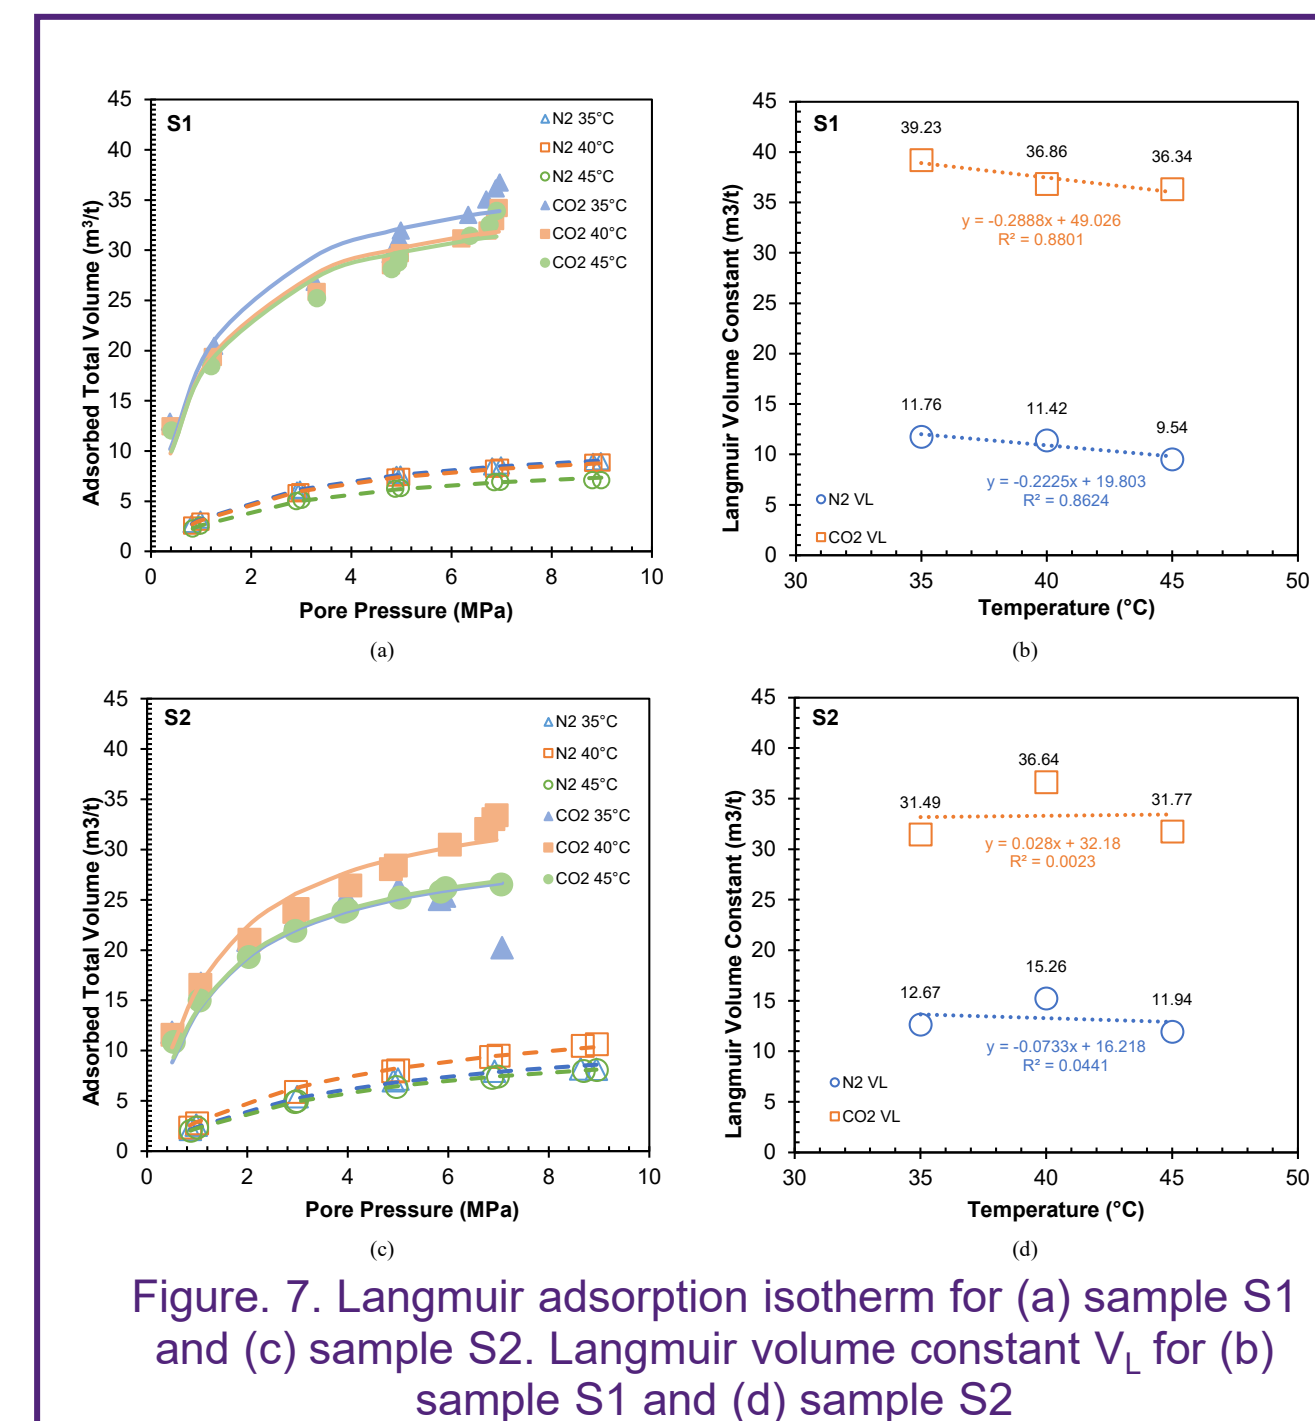 S1
Adsorbed Total Volume (m³/t)
45
40
35
30
25
20
15
10
5
0
0 2 4 6 8 10
Pore Pressure (MPa)
N2 35°C
N2 40°C
N2 45°C
CO2 35°C
CO2 40°C
CO2 45°C
(a)
S1
Langmuir Volume Constant (m3/t)
45
40
35
30
25
20
15
10
5
0
39.23
36.86
36.34
y = -0.2888x + 49.026
R² = 0.8801
11.76
11.42
9.54
y = -0.2225x + 19.803
R² = 0.8624
N2 VL
CO2 VL
30 35 40 45 50
Temperature (°C)
(b)
S2
Adsorbed Total Volume (m3/t)
45
40
35
30
25
20
15
10
5
0
0 2 4 6 8 10
Pore Pressure (MPa)
N2 35°C
N2 40°C
N2 45°C
CO2 35°C
CO2 40°C
CO2 45°C
(c)
S2
Langmuir Volume Constant (m3/t)
45
40
35
30
25
20
15
10
5
0
31.49
36.64
31.77
y = 0.028x + 32.18
R² = 0.0023
12.67
15.26
11.94
y = -0.0733x + 16.218
R² = 0.0441
N2 VL
CO2 VL
30 35 40 45 50
Temperature (°C)
(d)
Figure. 7. Langmuir adsorption isotherm for (a) sample S1
and (c) sample S2. Langmuir volume constant V_L for (b)
sample S1 and (d) sample S2